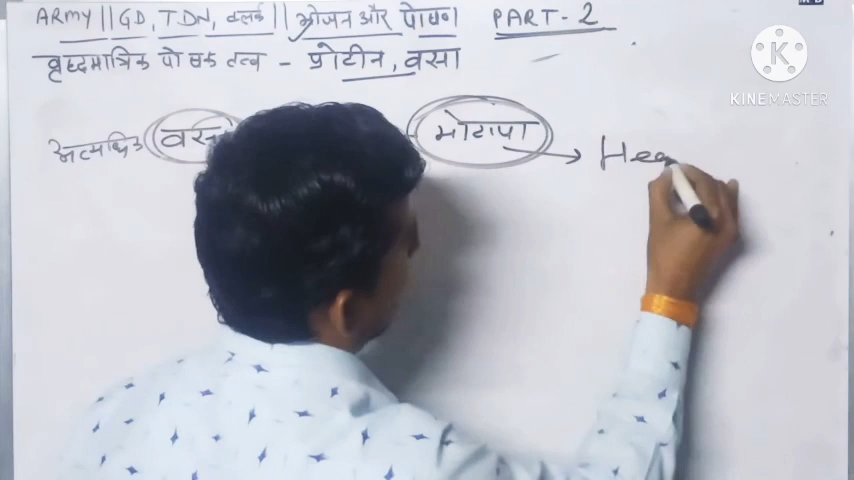 ARMY || GD, TDN, क्लर्क || भोजन और पोषण PART-2
वृहदमात्रिक पोषक तत्व - प्रोटीन, वसा
अत्यधिक वसा मोटापा → Hea
KINEMASTER